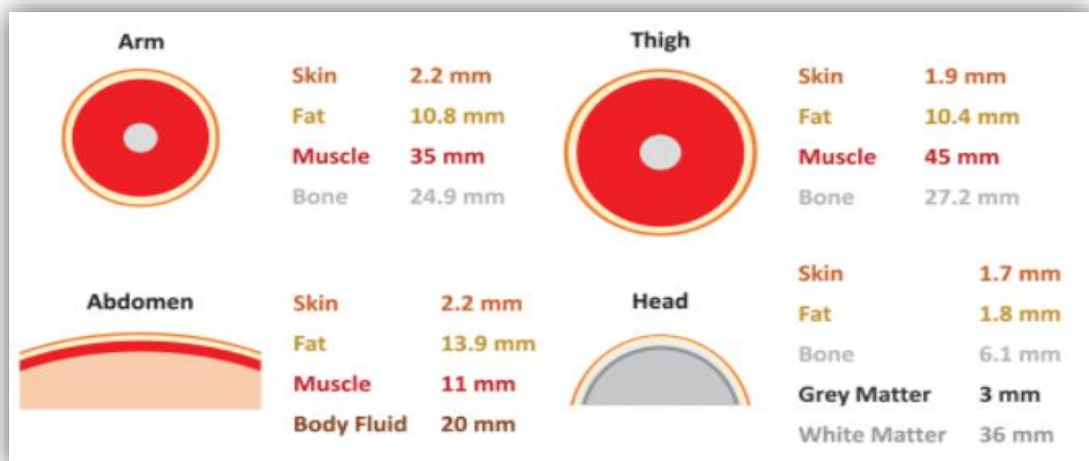 Arm
Skin 2.2 mm
Fat 10.8 mm
Muscle 35 mm
Bone 24.9 mm
Thigh
Skin 1.9 mm
Fat 10.4 mm
Muscle 45 mm
Bone 27.2 mm
Abdomen
Skin 2.2 mm
Fat 13.9 mm
Muscle 11 mm
Body Fluid 20 mm
Head
Skin 1.7 mm
Fat 1.8 mm
Bone 6.1 mm
Grey Matter 3 mm
White Matter 36 mm